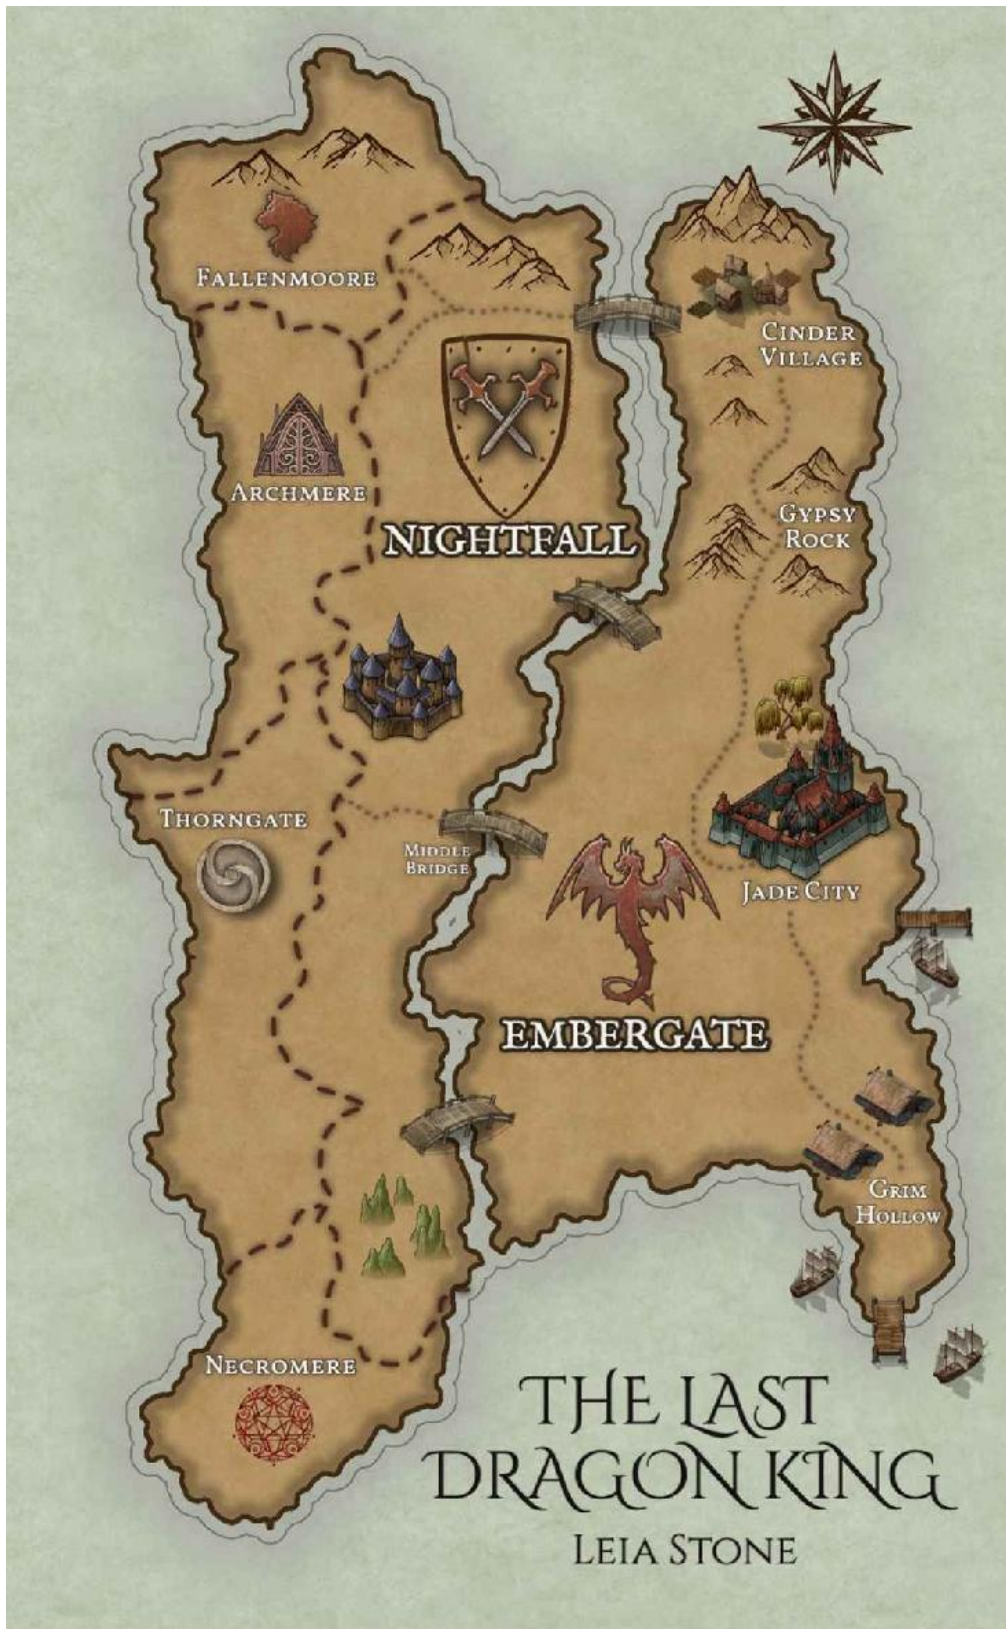 FALLENMOORE
CINDER
VILLAGE
ARCHMERE
GYPSY
ROCK
NIGHTFALL
THORNGATE
MIDDLE
BRIDGE
JADE CITY
EMBERGATE
GRIM
HOLLOW
NECROMERE
THE LAST
DRAGON KING
LEIA STONE